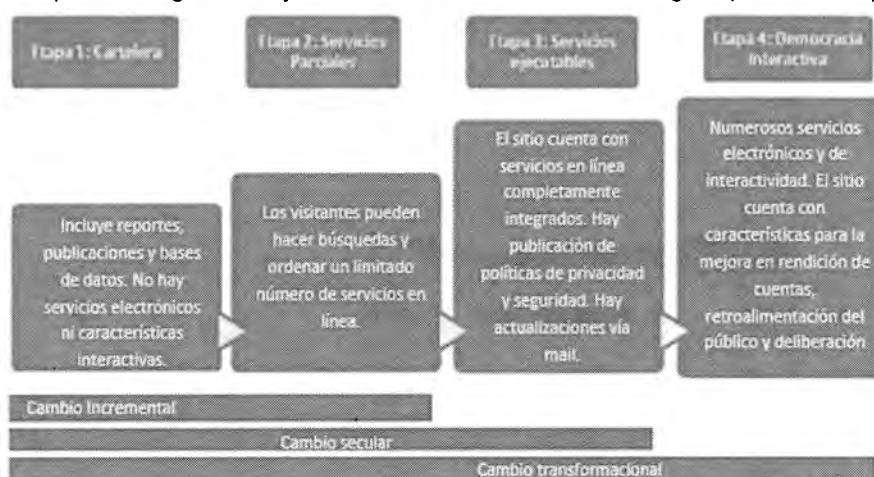 Etapa 1: Cartelera
Etapa 2: Servicios
Parciales
Etapa 3: Servicios
ejecutables
Etapa 4: Democracia
Interactiva
Incluye reportes,
publicaciones y bases
de datos. No hay
servicios electrónicos
ni características
interactivas.
Los visitantes pueden
hacer búsquedas y
ordenar un limitado
número de servicios en
línea.
El sitio cuenta con
servicios en línea
completamente
integrados. Hay
publicación de
políticas de privacidad
y seguridad. Hay
actualizaciones vía
mail.
Numerosos servicios
electrónicos y de
interactividad. El sitio
cuenta con
características para la
mejora en rendición de
cuentas,
retroalimentación del
público y deliberación
Cambio Incremental
Cambio secular
Cambio transformacional